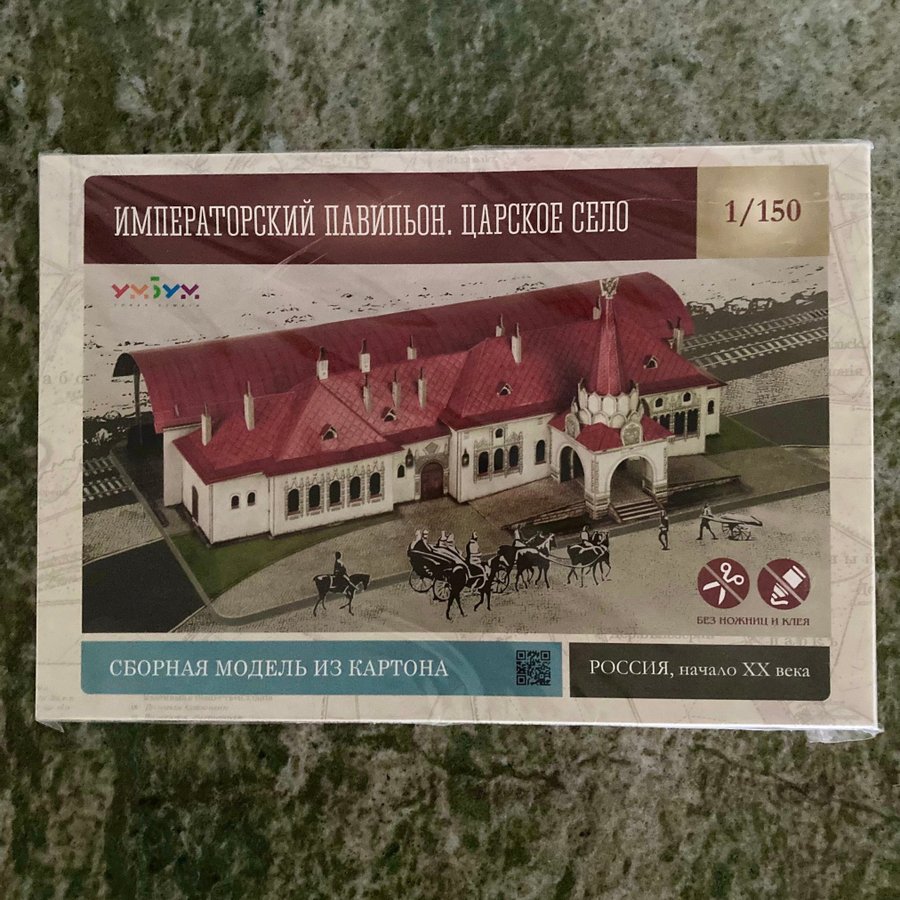 ИМПЕРАТОРСКИЙ ПАВИЛЬОН. ЦАРСКОЕ СЕЛО
1/150
УМБУМ
БЕЗ НОЖНИЦ И КЛЕЯ
СБОРНАЯ МОДЕЛЬ ИЗ КАРТОНА
РОССИЯ, начало XX века